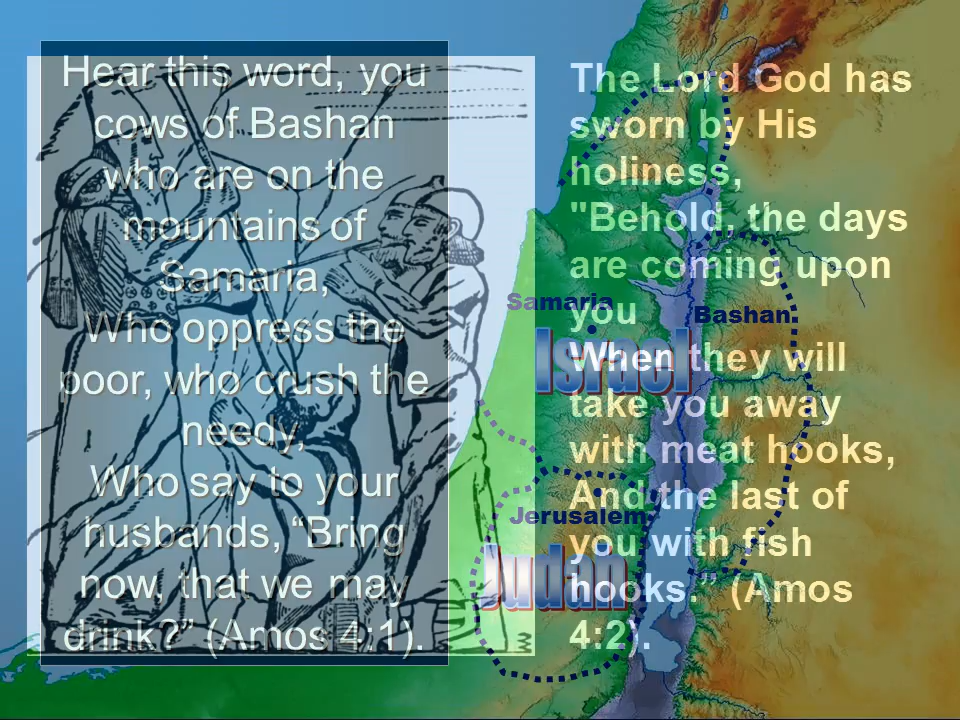 Hear this word, you
cows of Bashan
who are on the
mountains of
Samaria,
Who oppress the
poor, who crush the
needy,
Who say to your
husbands, “Bring
now, that we may
drink?” (Amos 4:1).
The Lord God has
sworn by His
holiness,
"Behold, the days
are coming upon
you
When they will
take you away
with meat hooks,
And the last of
you with fish
hooks.” (Amos
4:2).
Samaria
Bashan
Israel
Jerusalem
Judah